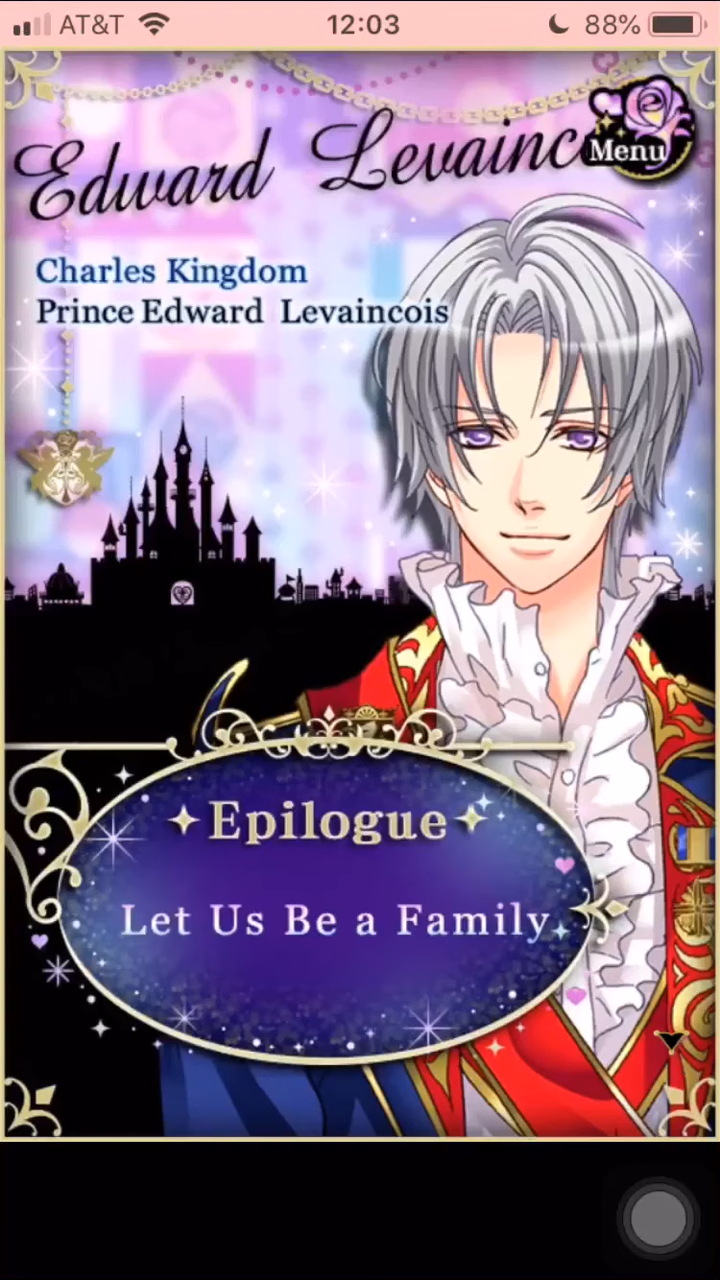 AT&T 12:03 88%
Edward Levainc
Menu
Charles Kingdom
Prince Edward Levaincois
Epilogue
Let Us Be a Family